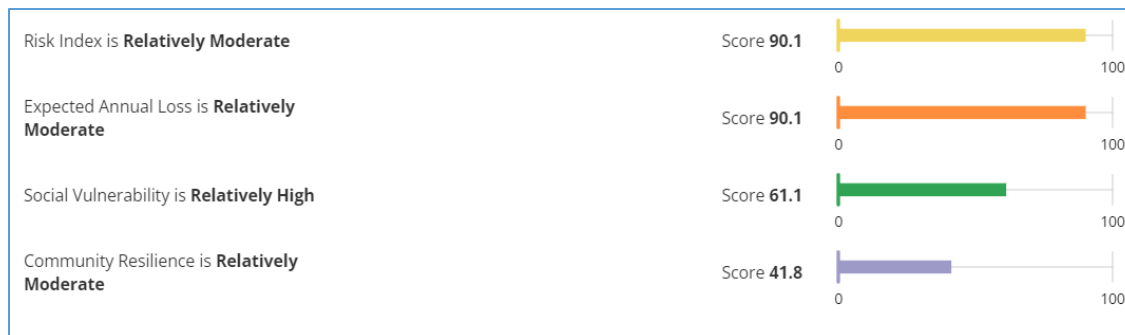 Risk Index is Relatively Moderate
Score 90.1
0
100
Expected Annual Loss is Relatively
Moderate
Score 90.1
0
100
Social Vulnerability is Relatively High
Score 61.1
0
100
Community Resilience is Relatively
Moderate
Score 41.8
0
100